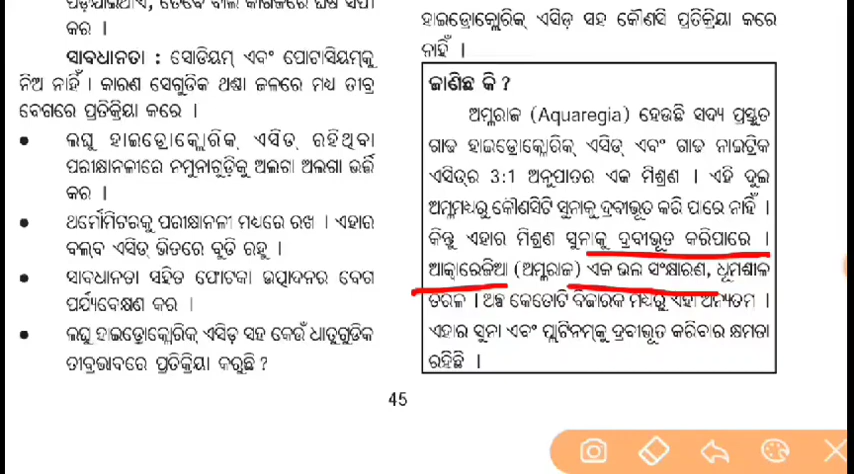 କର ।
ସାବଧାନତା : ସୋଡିୟମ୍ ଏବଂ ପୋଟାସିୟମ୍‌କୁ
ନିଅ ନାହିଁ । କାରଣ ସେଗୁଡିକ ଥଣ୍ଡା ଜଳରେ ମଧ୍ୟ ତୀବ୍ର
ବେଗରେ ପ୍ରତିକ୍ରିୟା କରେ ।
● ଲଘୁ ହାଇଡ୍ରୋକ୍ଲୋରିକ୍ ଏସିଡ୍ ରହିଥିବା
ପରୀକ୍ଷାନଳୀରେ ନମୁନାଗୁଡ଼ିକୁ ଅଲଗା ଅଲଗା ଭର୍ତ୍ତି
କର ।
● ଥର୍ମୋମିଟରକୁ ପରୀକ୍ଷାନଳୀ ମଧ୍ୟରେ ରଖ । ଏହାର
ବଲ୍‌ବ ଏସିଡ୍ ଭିତରେ ବୁଡି ରହୁ ।
● ସାବଧାନତା ସହିତ ଫୋଟକା ଉତ୍ପାଦନର ବେଗ
ପର୍ଯ୍ୟବେକ୍ଷଣ କର ।
● ଲଘୁ ହାଇଡ୍ରୋକ୍ଲୋରିକ୍ ଏସିଡ଼ ସହ କେଉଁ ଧାତୁଗୁଡିକ
ତୀବ୍ରଭାବରେ ପ୍ରତିକ୍ରିୟା କରୁଛି ?
ହାଇଡ୍ରୋକ୍ଲୋରିକ୍ ଏସିଡ଼ ସହ କୌଣସି ପ୍ରତିକ୍ରିୟା କରେ
ନାହିଁ ।
ଜାଣିଛ କି ?
ଅମ୍ଳରାଜ (Aquaregia) ହେଉଛି ସଦ୍ୟ ପ୍ରସ୍ତୁତ
ଗାଢ ହାଇଡ୍ରୋକ୍ଲୋରିକ୍ ଏସିଡ୍ ଏବଂ ଗାଢ ନାଇଟ୍ରିକ
ଏସିଡ୍‌ର 3:1 ଅନୁପାତର ଏକ ମିଶ୍ରଣ । ଏହି ଦୁଇ
ଅମ୍ଳମଧ୍ୟରୁ କୌଣସିଟି ସୁନାକୁ ଦ୍ରବୀଭୂତ କରି ପାରେ ନାହିଁ ।
କିନ୍ତୁ ଏହାର ମିଶ୍ରଣ ସୁନାକୁ ଦ୍ରବୀଭୂତ କରିପାରେ ।
ଆକ୍ୱାରେଜିଆ (ଅମ୍ଳରାଜ) ଏକ ଭଲ ସଂକ୍ଷାରଣ, ଧୂମଶୀଳ
ତରଳ । ଅଳ୍ପ କେତୋଟି ବିକାରକ ମଧ୍ୟରୁ ଏହା ଅନ୍ୟତମ ।
ଏହାର ସୁନା ଏବଂ ପ୍ଲାଟିନମ୍‌କୁ ଦ୍ରବୀଭୂତ କରିବାର କ୍ଷମତା
ରହିଛି ।
45